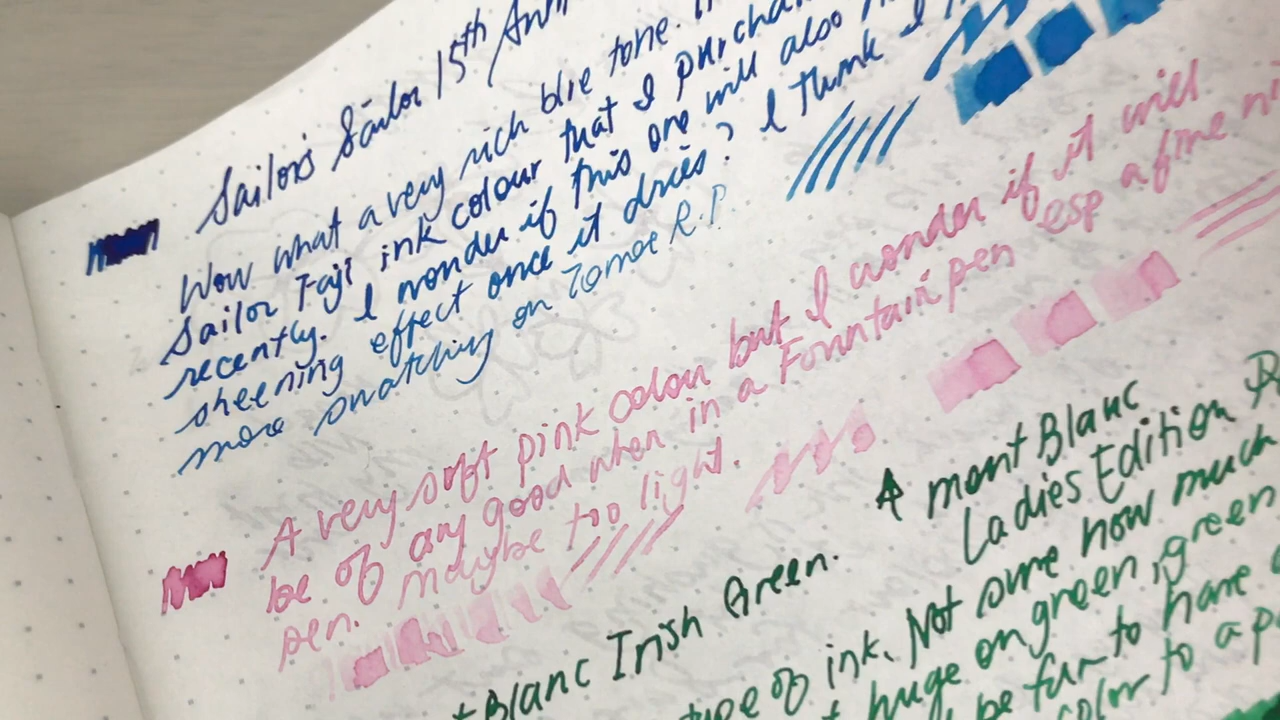 Sailor's Sailor 15th
Wow what a very rich blue tone.
Sailor Fuji ink colour that I purcha
recently. I wonder if this one will also
sheening effect once it dries? I think I
more swatching on Tomoe R.P.
A very soft pink colour but I wonder if it will
be of any good when in a Fountain pen esp a fine ni
pen. maybe too light.
A mont Blanc
Ladies Edition
Blanc Irish Green.
type of ink. Not sure how much
huge on green, green
be fun to have
color to a p